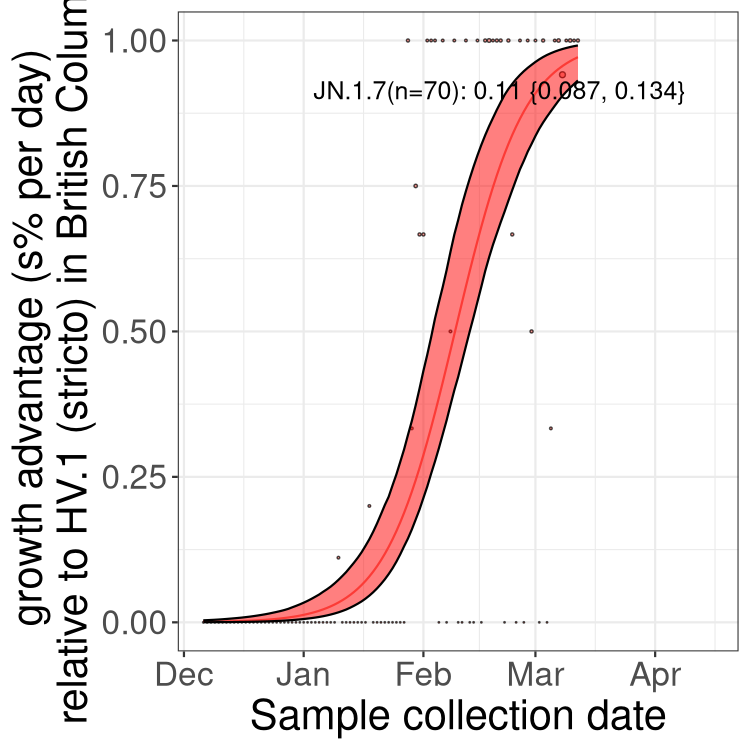 growth advantage (s% per day)
relative to HV.1 (stricto) in British Colum
1.00
0.75
0.50
0.25
0.00
JN.1.7(n=70): 0.11 {0.087, 0.134}
Dec Jan Feb Mar Apr
Sample collection date